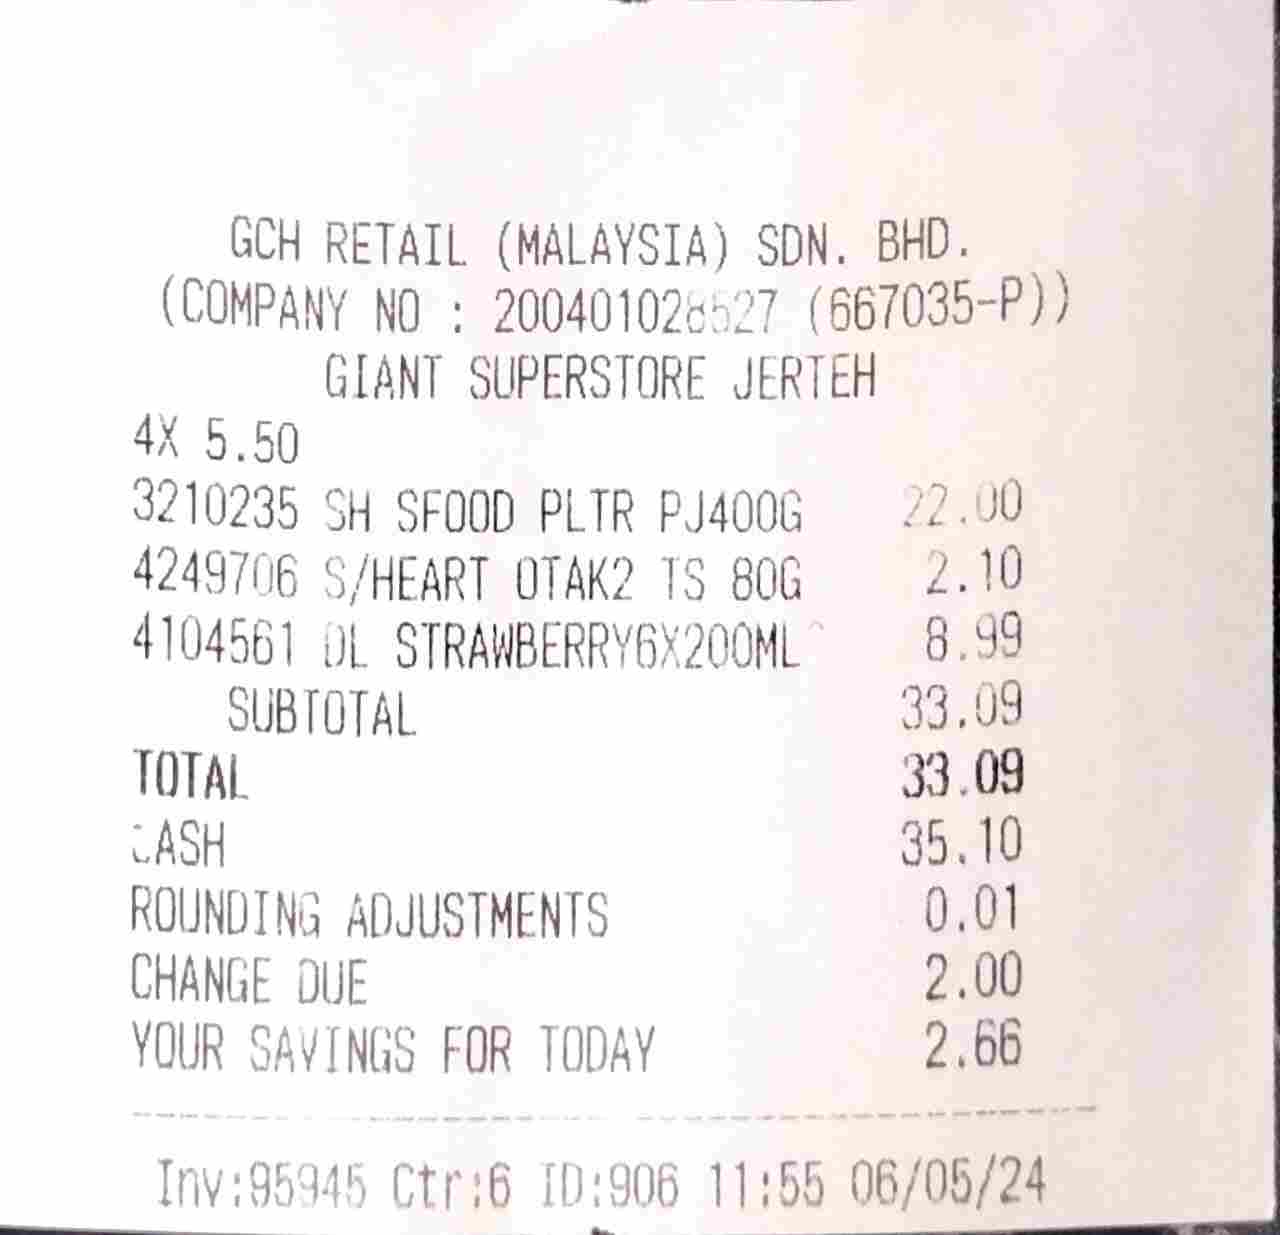 GCH RETAIL (MALAYSIA) SDN. BHD.
(COMPANY NO : 200401028527 (667035-P))
GIANT SUPERSTORE JERTEH
4X 5.50
3210235 SH SFOOD PLTR PJ400G 22.00
4249706 S/HEART OTAK2 TS 80G 2.10
4104561 DL STRAWBERRY6X200ML 8.99
SUBTOTAL 33.09
TOTAL 33.09
CASH 35.10
ROUNDING ADJUSTMENTS 0.01
CHANGE DUE 2.00
YOUR SAVINGS FOR TODAY 2.66
Inv:95945 Ctr:6 ID:906 11:55 06/05/24